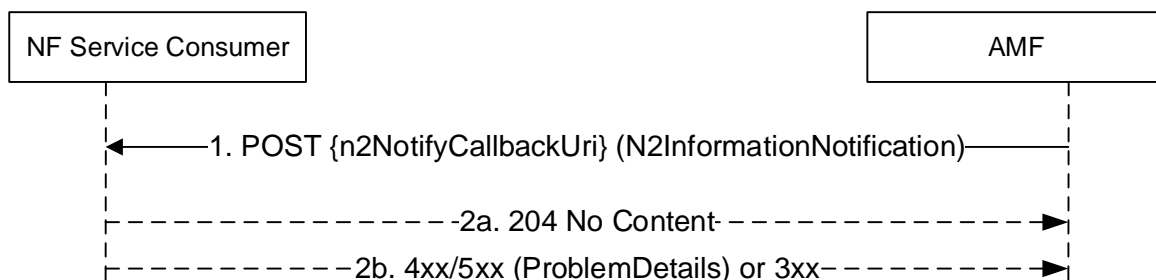 NF Service Consumer
AMF
1. POST {n2NotifyCallbackUri} (N2InformationNotification)
2a. 204 No Content
2b. 4xx/5xx (ProblemDetails) or 3xx